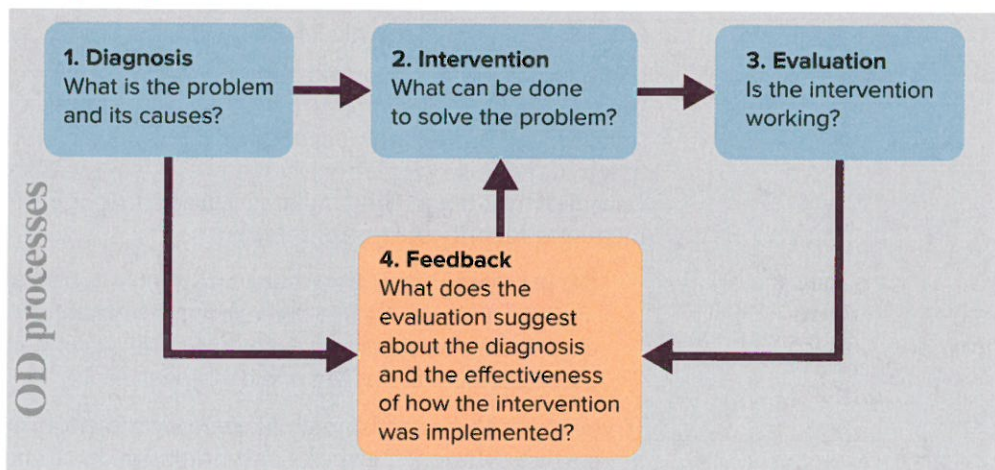 OD processes
1. Diagnosis
What is the problem
and its causes?
2. Intervention
What can be done
to solve the problem?
3. Evaluation
Is the intervention
working?
4. Feedback
What does the
evaluation suggest
about the diagnosis
and the effectiveness
of how the intervention
was implemented?